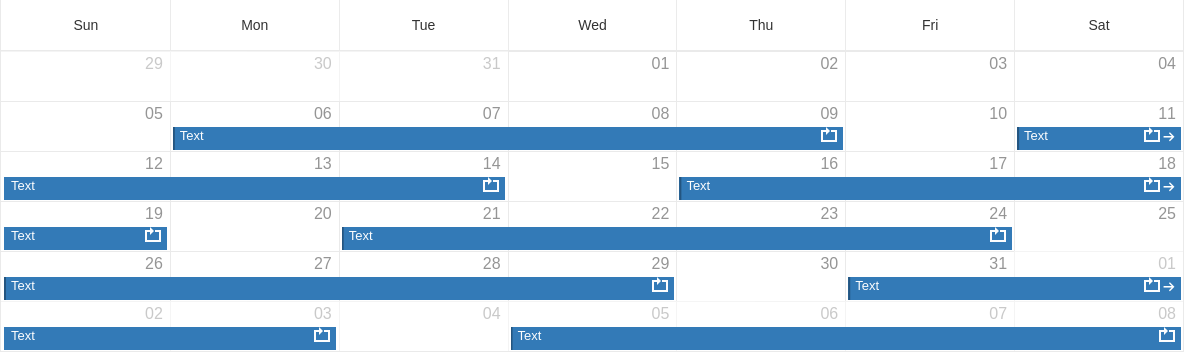 Sun Mon Tue Wed Thu Fri Sat
29 30 31 01 02 03 04
05 06 07 08 09 10 11
Text Text
12 13 14 15 16 17 18
Text Text
19 20 21 22 23 24 25
Text Text
26 27 28 29 30 31 01
Text Text
02 03 04 05 06 07 08
Text Text